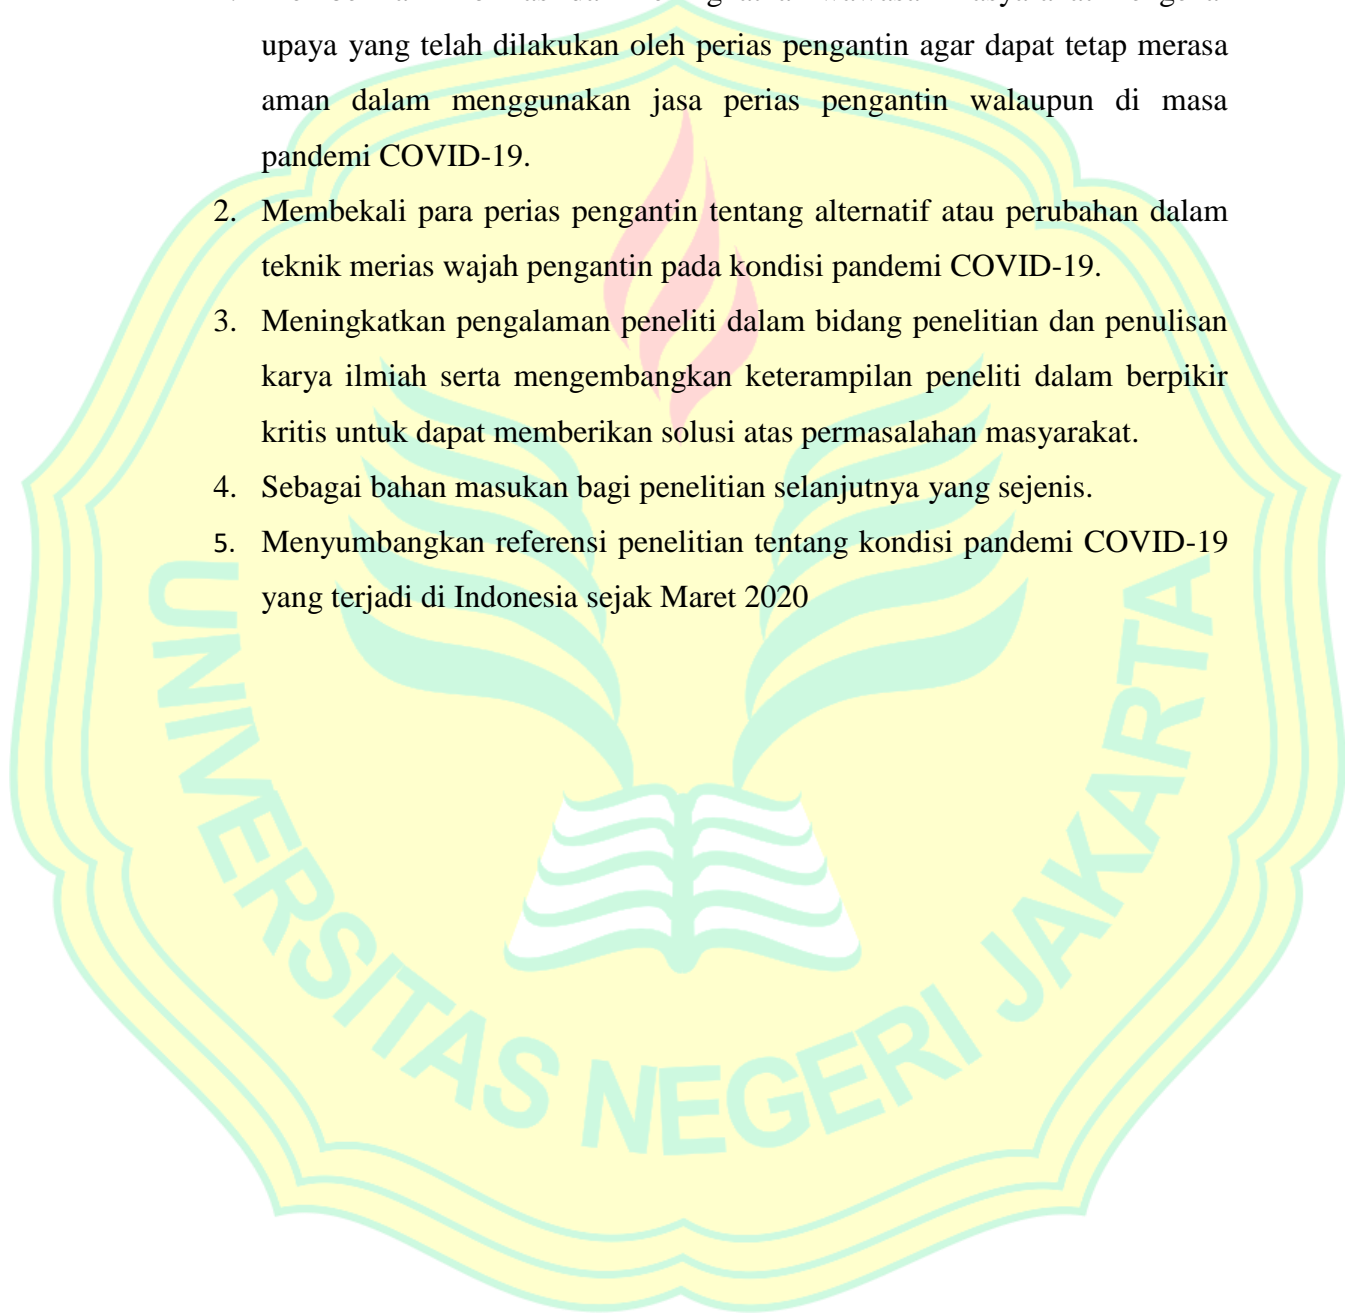 upaya yang telah dilakukan oleh perias pengantin agar dapat tetap merasa
aman dalam menggunakan jasa perias pengantin walaupun di masa
pandemi COVID-19.
2. Membekali para perias pengantin tentang alternatif atau perubahan dalam
teknik merias wajah pengantin pada kondisi pandemi COVID-19.
3. Meningkatkan pengalaman peneliti dalam bidang penelitian dan penulisan
karya ilmiah serta mengembangkan keterampilan peneliti dalam berpikir
kritis untuk dapat memberikan solusi atas permasalahan masyarakat.
4. Sebagai bahan masukan bagi penelitian selanjutnya yang sejenis.
5. Menyumbangkan referensi penelitian tentang kondisi pandemi COVID-19
yang terjadi di Indonesia sejak Maret 2020
UNIVERSITAS NEGERI JAKARTA